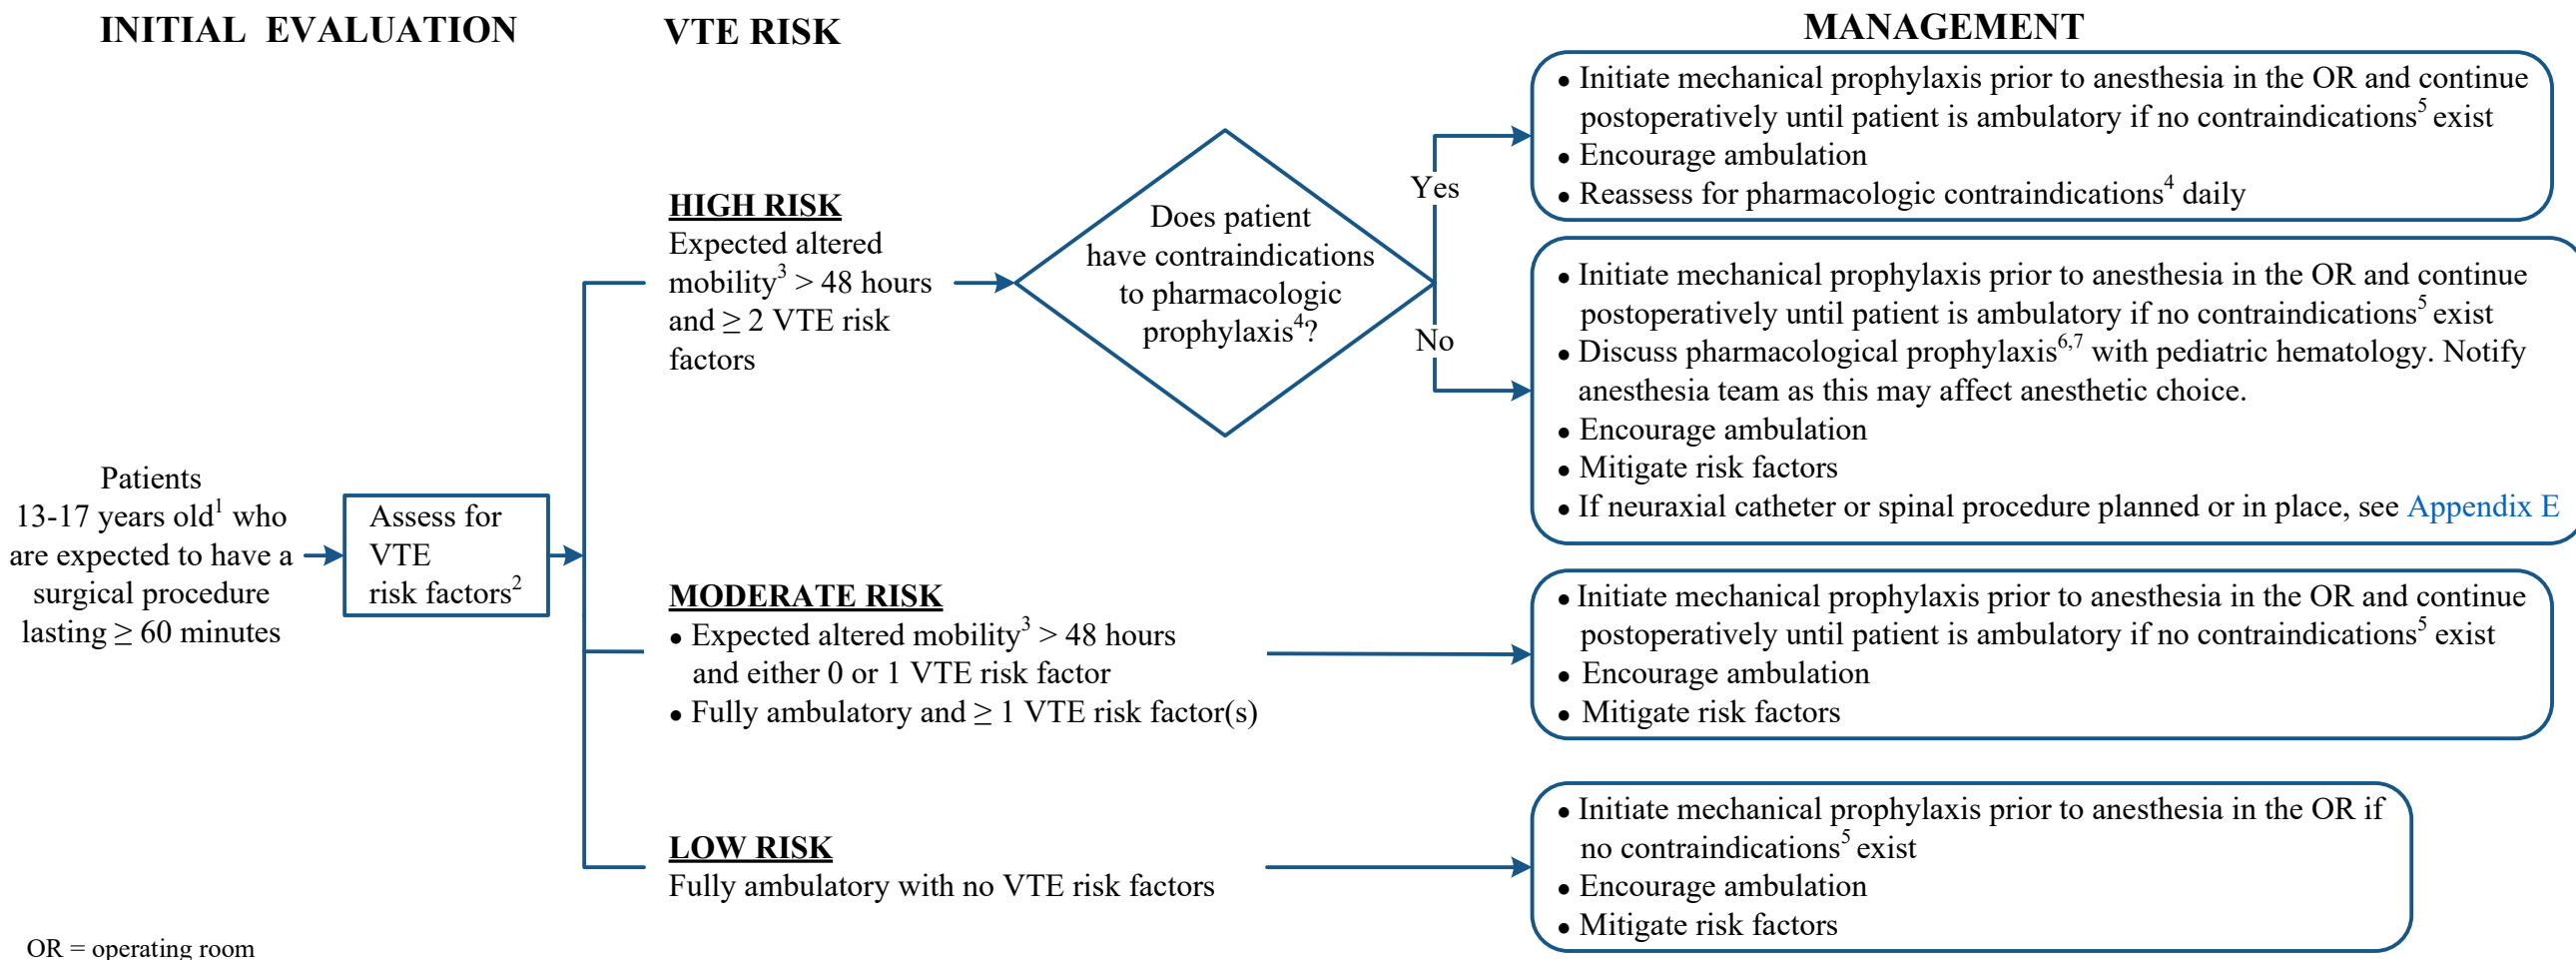 INITIAL EVALUATION
VTE RISK
MANAGEMENT
Patients
13-17 years old¹ who
are expected to have a
surgical procedure
lasting ≥ 60 minutes
Assess for
VTE
risk factors²
HIGH RISK
Expected altered
mobility³ > 48 hours
and ≥ 2 VTE risk
factors
Does patient
have contraindications
to pharmacologic
prophylaxis⁴?
Yes
• Initiate mechanical prophylaxis prior to anesthesia in the OR and continue
postoperatively until patient is ambulatory if no contraindications⁵ exist
• Encourage ambulation
• Reassess for pharmacologic contraindications⁴ daily
No
• Initiate mechanical prophylaxis prior to anesthesia in the OR and continue
postoperatively until patient is ambulatory if no contraindications⁵ exist
• Discuss pharmacological prophylaxis⁶,⁷ with pediatric hematology. Notify
anesthesia team as this may affect anesthetic choice.
• Encourage ambulation
• Mitigate risk factors
• If neuraxial catheter or spinal procedure planned or in place, see Appendix E
MODERATE RISK
• Expected altered mobility³ > 48 hours
and either 0 or 1 VTE risk factor
• Fully ambulatory and ≥ 1 VTE risk factor(s)
• Initiate mechanical prophylaxis prior to anesthesia in the OR and continue
postoperatively until patient is ambulatory if no contraindications⁵ exist
• Encourage ambulation
• Mitigate risk factors
LOW RISK
Fully ambulatory with no VTE risk factors
• Initiate mechanical prophylaxis prior to anesthesia in the OR if
no contraindications⁵ exist
• Encourage ambulation
• Mitigate risk factors
OR = operating room